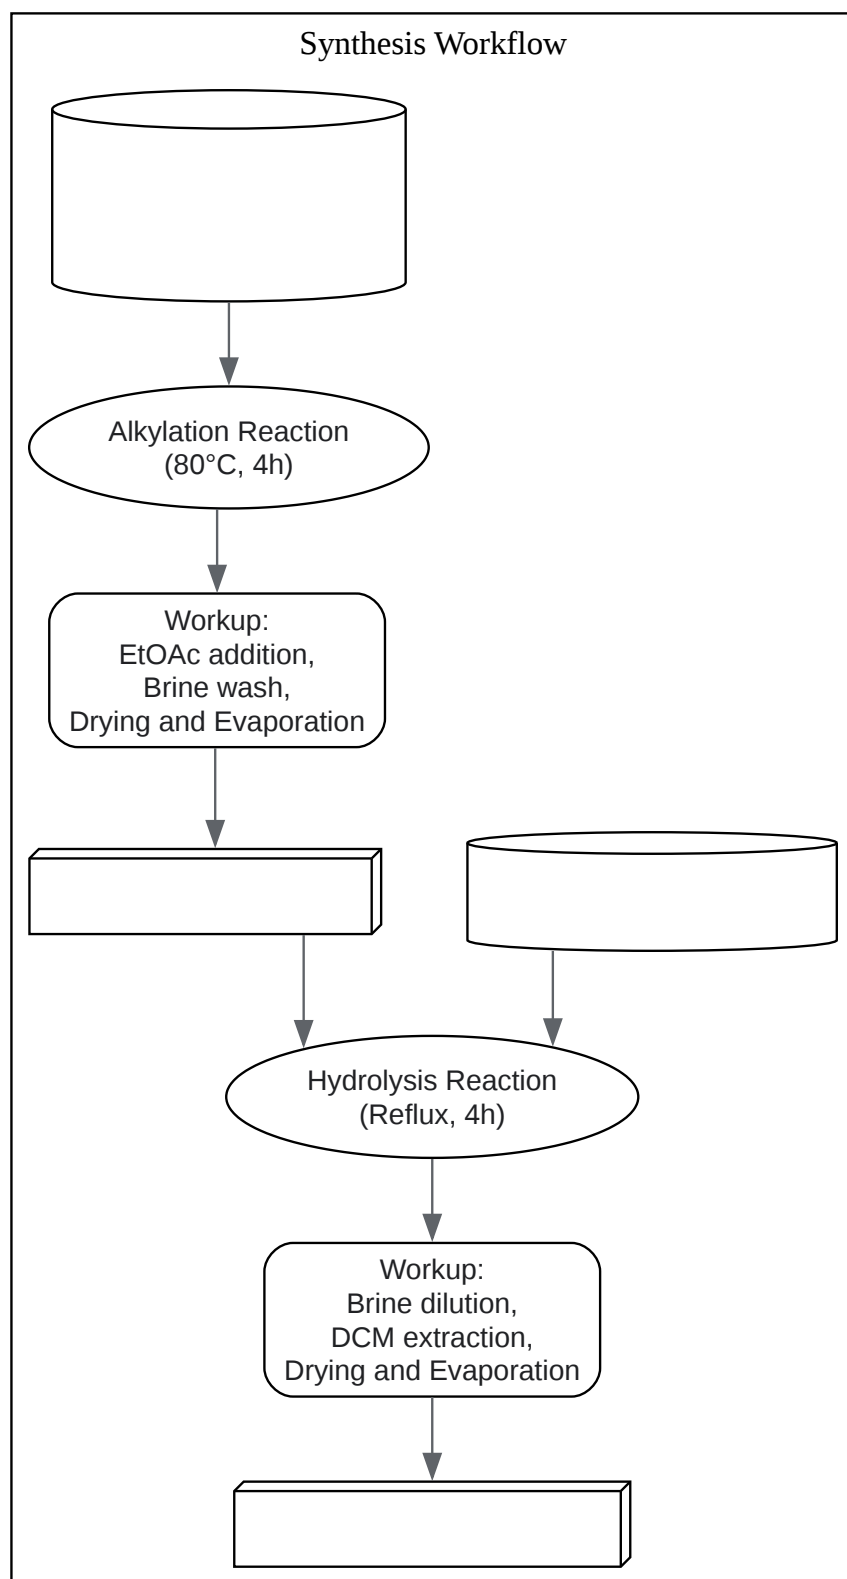 Synthesis Workflow
Alkylation Reaction
(80°C, 4h)
Workup:
EtOAc addition,
Brine wash,
Drying and Evaporation
Hydrolysis Reaction
(Reflux, 4h)
Workup:
Brine dilution,
DCM extraction,
Drying and Evaporation